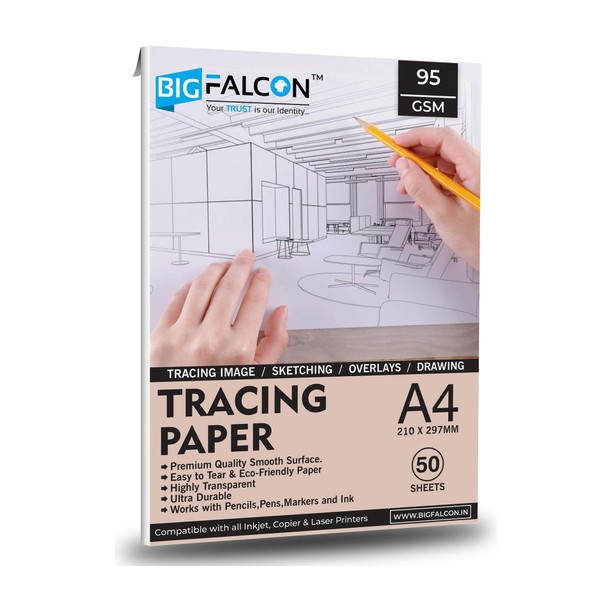 BIGFALCON™
Your TRUST is our Identity...
95
GSM
TRACING IMAGE / SKETCHING / OVERLAYS / DRAWING
TRACING
PAPER
A4
210 X 297MM
➔ Premium Quality Smooth Surface.
➔ Easy to Tear & Eco-Friendly Paper
➔ Highly Transparent
➔ Ultra Durable
➔ Works with Pencils,Pens,Markers and Ink
50
SHEETS
Compatible with all Inkjet, Copier & Laser Printers
WWW.BIGFALCON.IN